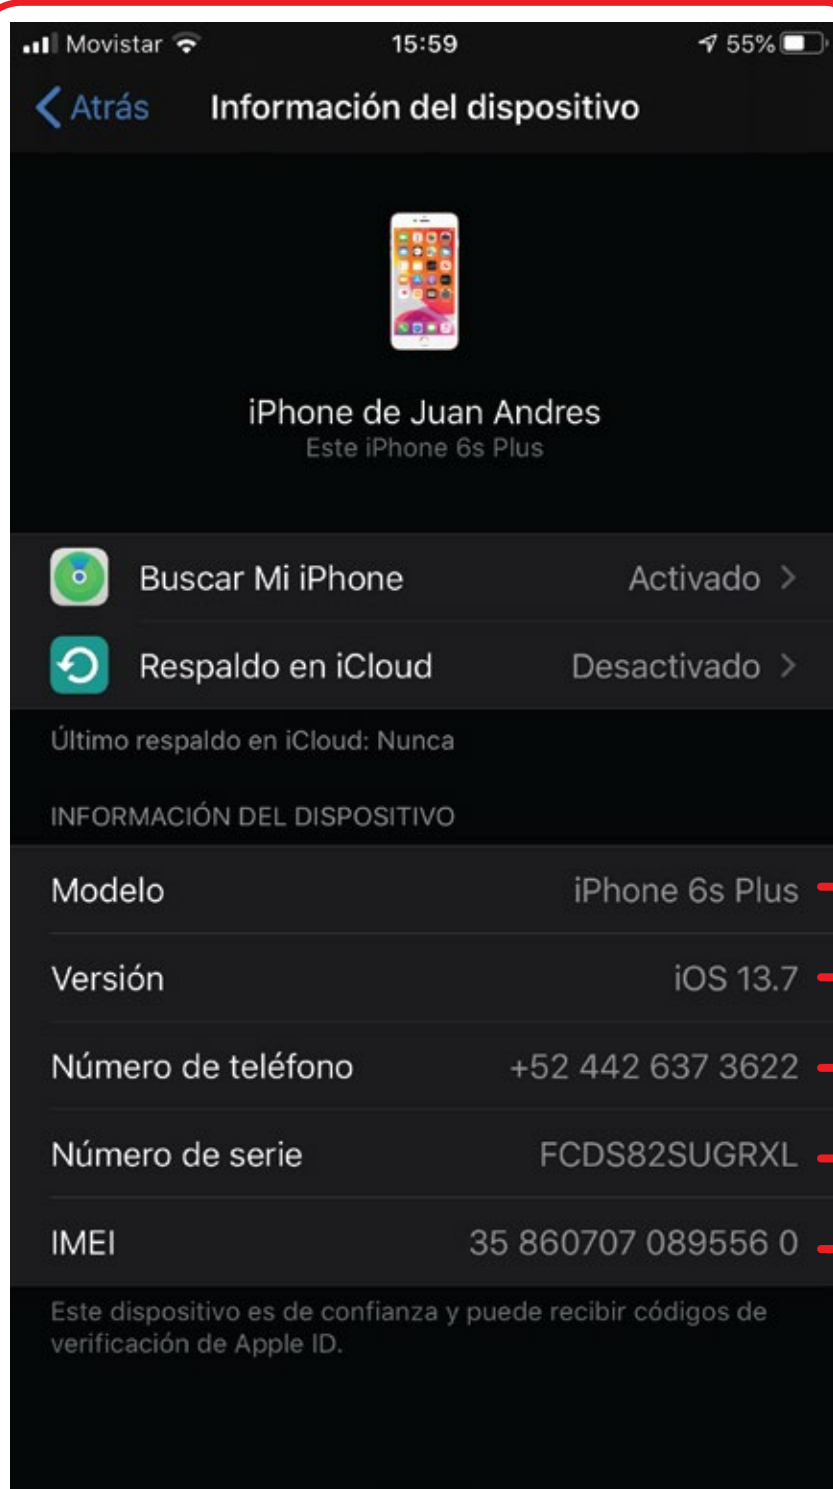 Movistar 15:59 55%
Atrás Información del dispositivo
iPhone de Juan Andres
Este iPhone 6s Plus
Buscar Mi iPhone Activado
Respaldo en iCloud Desactivado
Último respaldo en iCloud: Nunca
INFORMACIÓN DEL DISPOSITIVO
Modelo iPhone 6s Plus
Versión iOS 13.7
Número de teléfono +52 442 637 3622
Número de serie FCDS82SUGRXL
IMEI 35 860707 089556 0
Este dispositivo es de confianza y puede recibir códigos de
verificación de Apple ID.